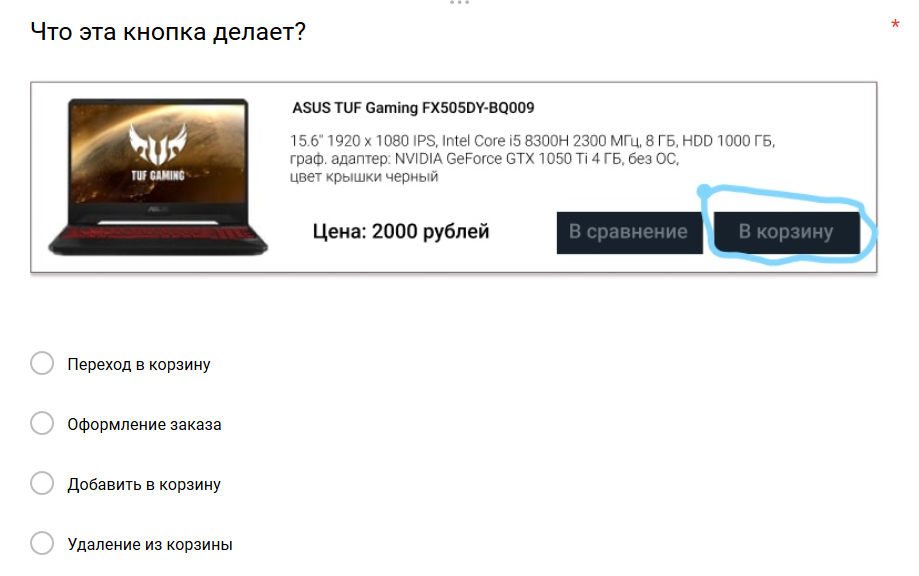 Что эта кнопка делает?
*
ASUS TUF Gaming FX505DY-BQ009
15.6" 1920 x 1080 IPS, Intel Core i5 8300H 2300 МГц, 8 ГБ, HDD 1000 ГБ,
граф. адаптер: NVIDIA GeForce GTX 1050 Ti 4 ГБ, без ОС,
цвет крышки черный
TUF GAMING
ASUS
Цена: 2000 рублей
В сравнение
В корзину
Переход в корзину
Оформление заказа
Добавить в корзину
Удаление из корзины